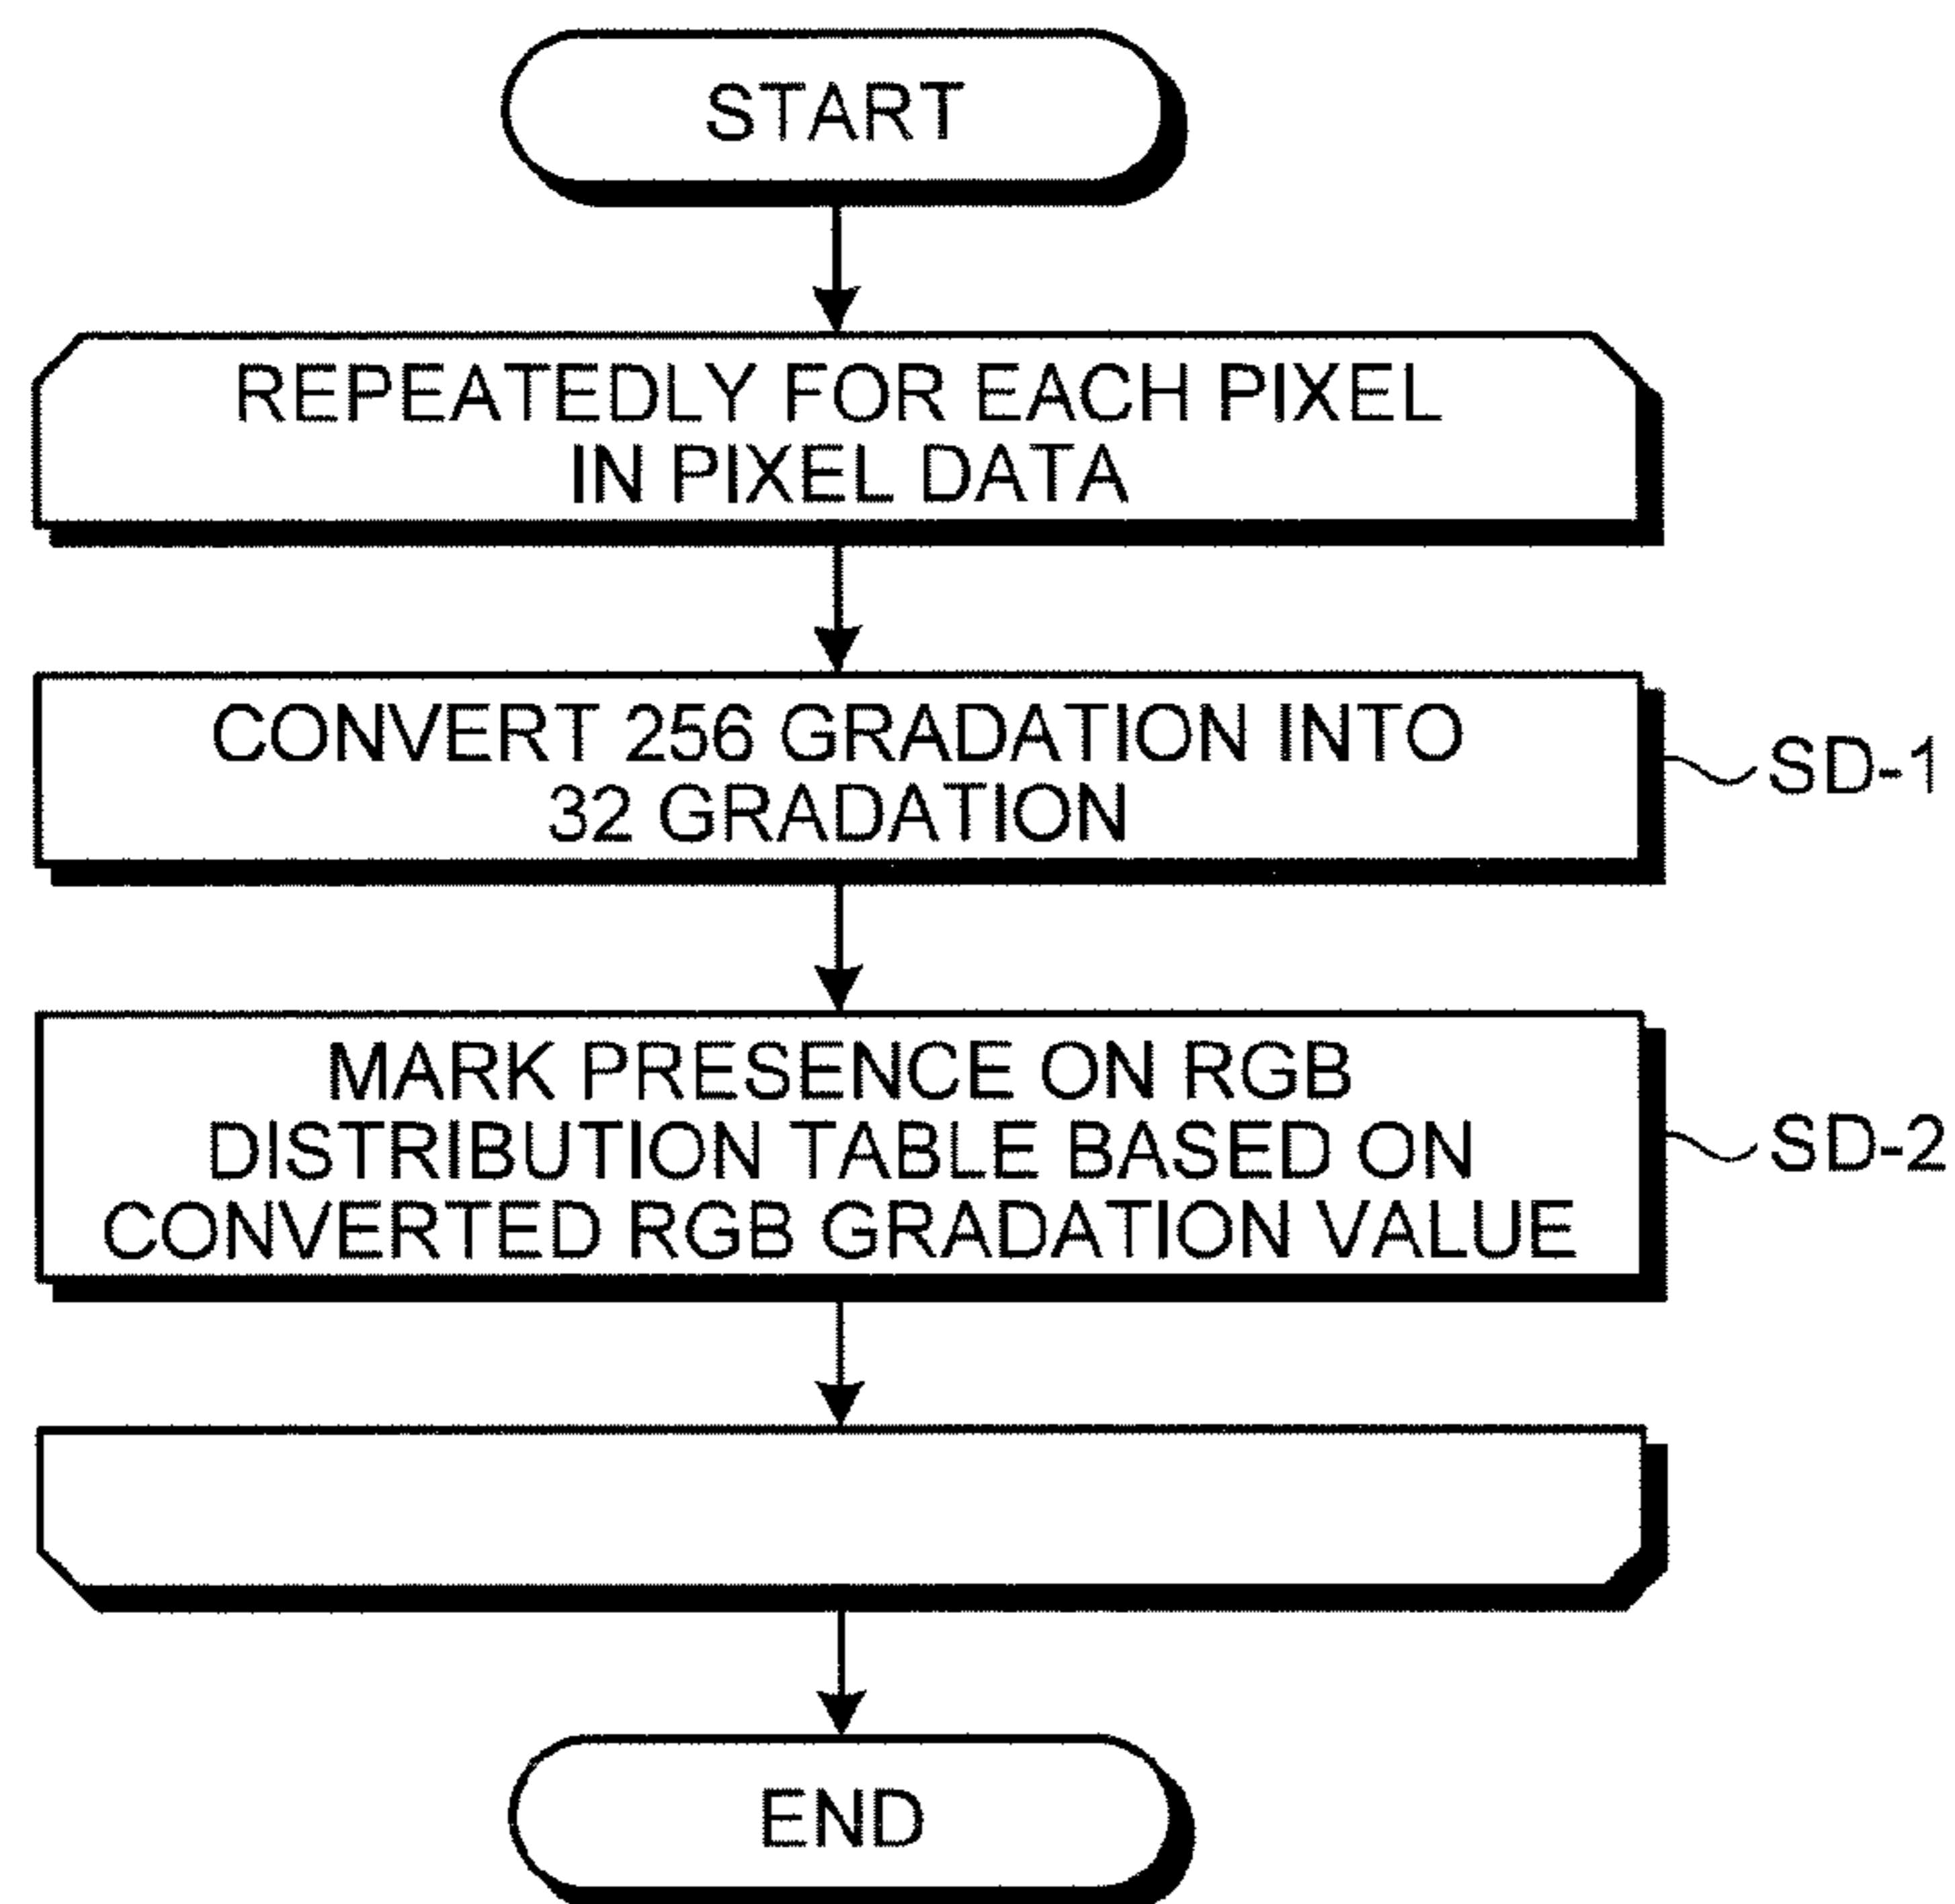 START
REPEATEDLY FOR EACH PIXEL
IN PIXEL DATA
CONVERT 256 GRADATION INTO
32 GRADATION
SD-1
MARK PRESENCE ON RGB
DISTRIBUTION TABLE BASED ON
CONVERTED RGB GRADATION VALUE
SD-2
END